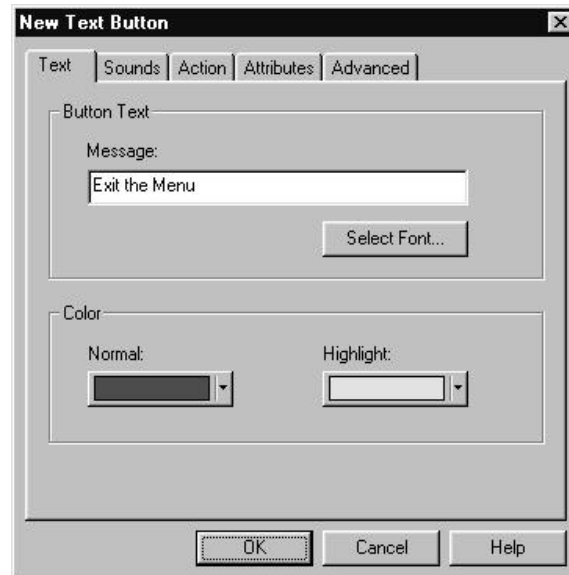 New Text Button
Text Sounds Action Attributes Advanced
Button Text
Message:
Exit the Menu
Select Font...
Color
Normal: Highlight:
OK Cancel Help